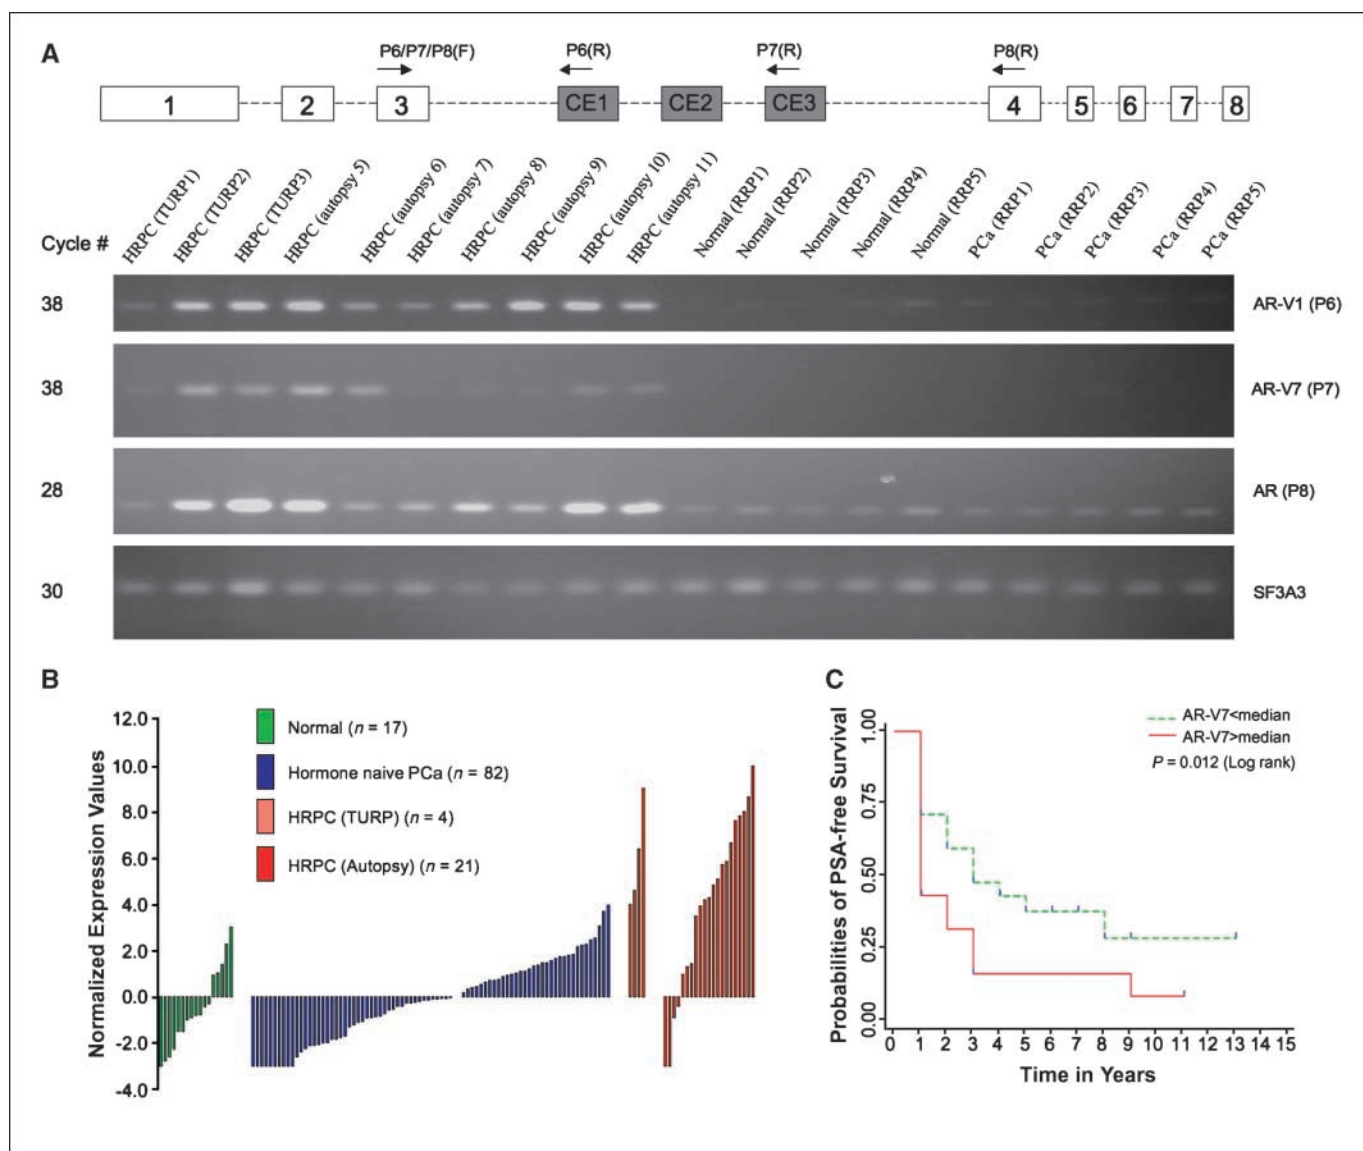 A
P6/P7/P8(F) P6(R) P7(R) P8(R)
1 2 3 CE1 CE2 CE3 4 5 6 7 8
Cycle # HRPC (TURP1) HRPC (TURP2) HRPC (TURP3) HRPC (autopsy 5) HRPC (autopsy 6) HRPC (autopsy 7) HRPC (autopsy 8) HRPC (autopsy 9) HRPC (autopsy 10) HRPC (autopsy 11) Normal (RRP1) Normal (RRP2) Normal (RRP3) Normal (RRP4) Normal (RRP5) PCa (RRP1) PCa (RRP2) PCa (RRP3) PCa (RRP4) PCa (RRP5)
38 AR-V1 (P6)
38 AR-V7 (P7)
28 AR (P8)
30 SF3A3
B
Normalized Expression Values
12.0
10.0
8.0
6.0
4.0
2.0
0.0
-2.0
-4.0
Normal (n = 17)
Hormone naive PCa (n = 82)
HRPC (TURP) (n = 4)
HRPC (Autopsy) (n = 21)
C
Probabilities of PSA-free Survival
1.00
0.75
0.50
0.25
0.00
AR-V7<median
AR-V7>median
P = 0.012 (Log rank)
0 1 2 3 4 5 6 7 8 9 10 11 12 13 14 15
Time in Years